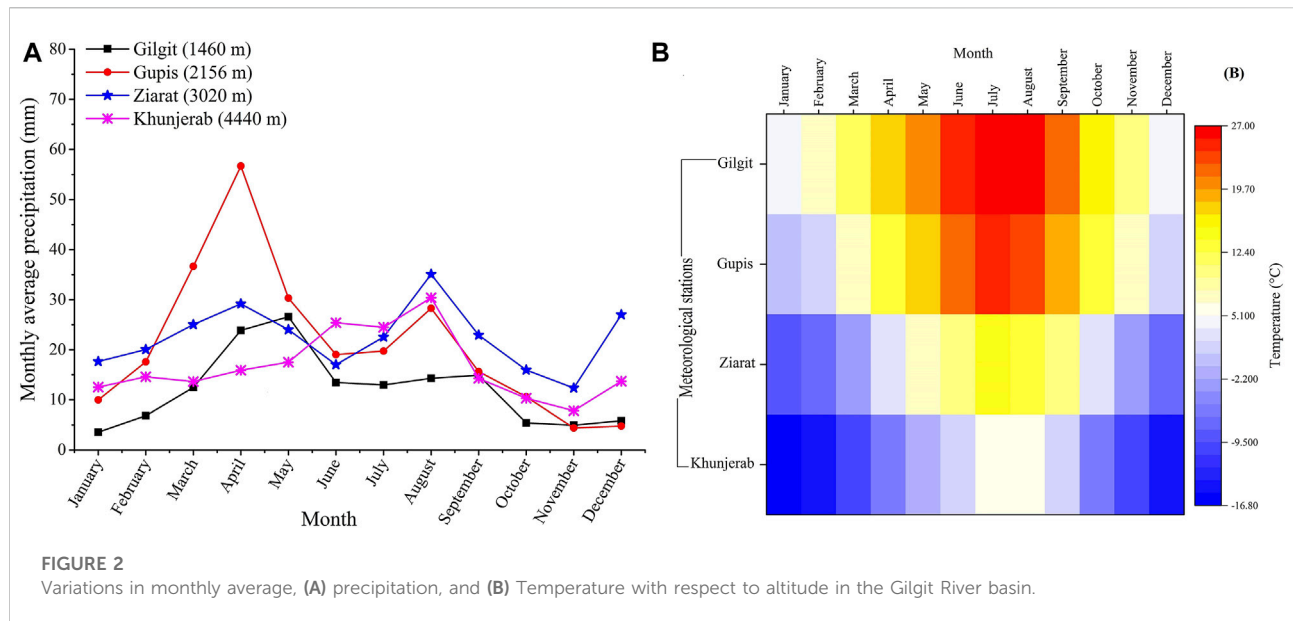 A
Gilgit (1460 m)
Gupis (2156 m)
Ziarat (3020 m)
Khunjerab (4440 m)
Monthly average precipitation (mm)
80
70
60
50
40
30
20
10
0
January
February
March
April
May
June
July
August
September
October
November
December
Month
B
Month
(B)
January
February
March
April
May
June
July
August
September
October
November
December
Meteorological stations
Gilgit
Gupis
Ziarat
Khunjerab
27.00
19.70
12.40
5.100
-2.200
-9.500
-16.80
Temperature (°C)
FIGURE 2
Variations in monthly average, (A) precipitation, and (B) Temperature with respect to altitude in the Gilgit River basin.